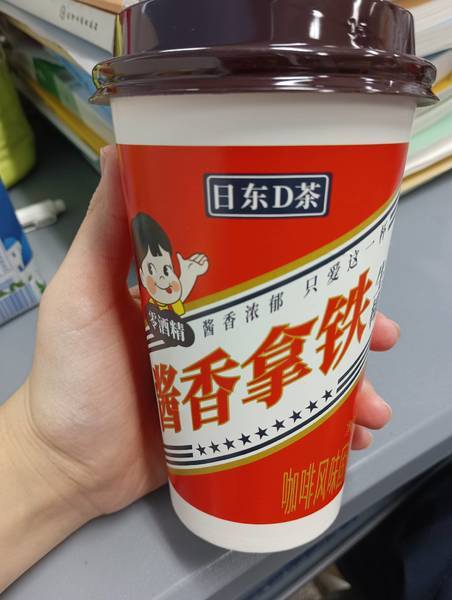 日东D茶
只爱这一杯
酱香浓郁
零酒精
酱香拿铁
咖啡风味